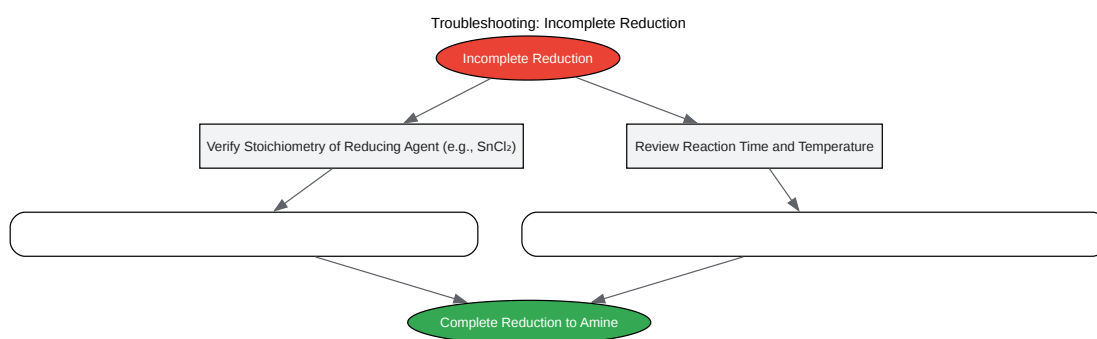 Troubleshooting: Incomplete Reduction
Incomplete Reduction
Verify Stoichiometry of Reducing Agent (e.g., SnCl₂)
Review Reaction Time and Temperature
Complete Reduction to Amine